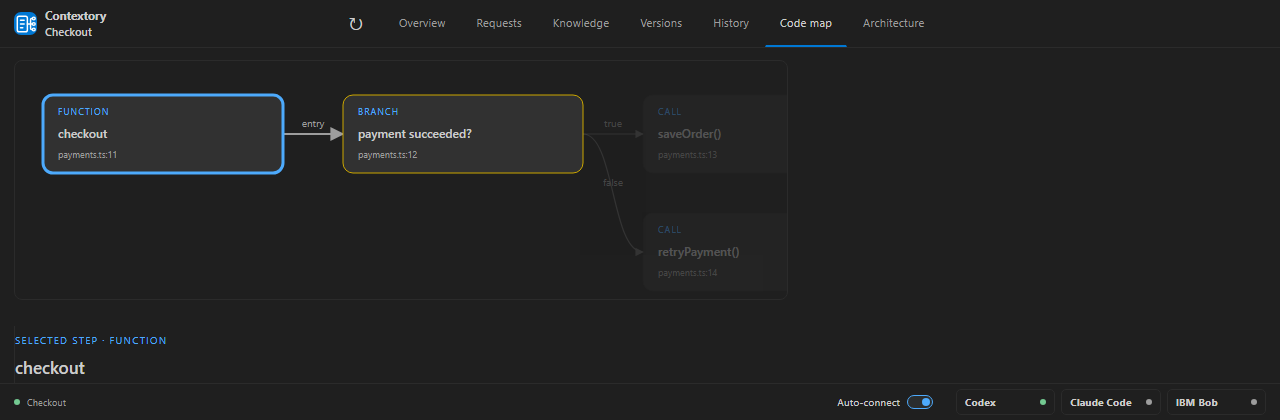 Contextory
Checkout
Overview
Requests
Knowledge
Versions
History
Code map
Architecture
FUNCTION
checkout
payments.ts:11
entry
BRANCH
payment succeeded?
payments.ts:12
true
false
CALL
saveOrder()
payments.ts:13
CALL
retryPayment()
payments.ts:14
SELECTED STEP · FUNCTION
checkout
Checkout
Auto-connect
Codex
Claude Code
IBM Bob